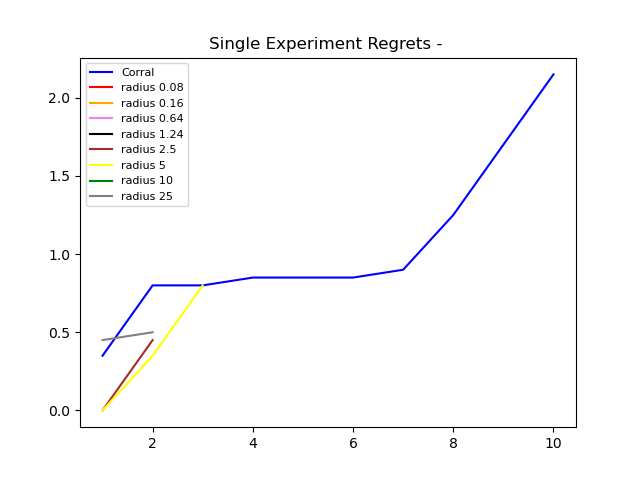 Single Experiment Regrets -
Corral
radius 0.08
radius 0.16
radius 0.64
radius 1.24
radius 2.5
radius 5
radius 10
radius 25
2.0
1.5
1.0
0.5
0.0
2 4 6 8 10